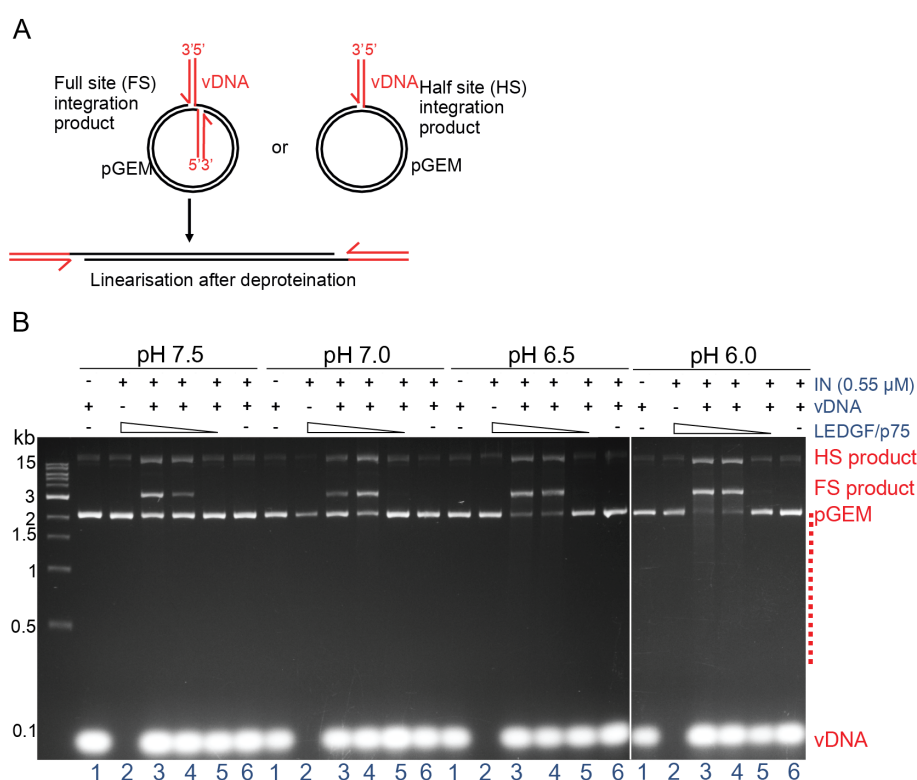 A
3'5'
3'5'
Full site (FS)
integration
product
vDNA
vDNA
Half site (HS)
integration
product
or
pGEM
pGEM
5'3'
Linearisation after deproteination
B
pH 7.5
pH 7.0
pH 6.5
pH 6.0
- + + + + + - + + + + + - + + + + + - + + + + + IN (0.55 µM)
+ - + + + + + - + + + + + - + + + + + - + + + + vDNA
- - - - - - - - LEDGF/p75
kb
15
HS product
3
FS product
2
pGEM
1.5
1
0.5
0.1
vDNA
1 2 3 4 5 6 1 2 3 4 5 6 1 2 3 4 5 6 1 2 3 4 5 6